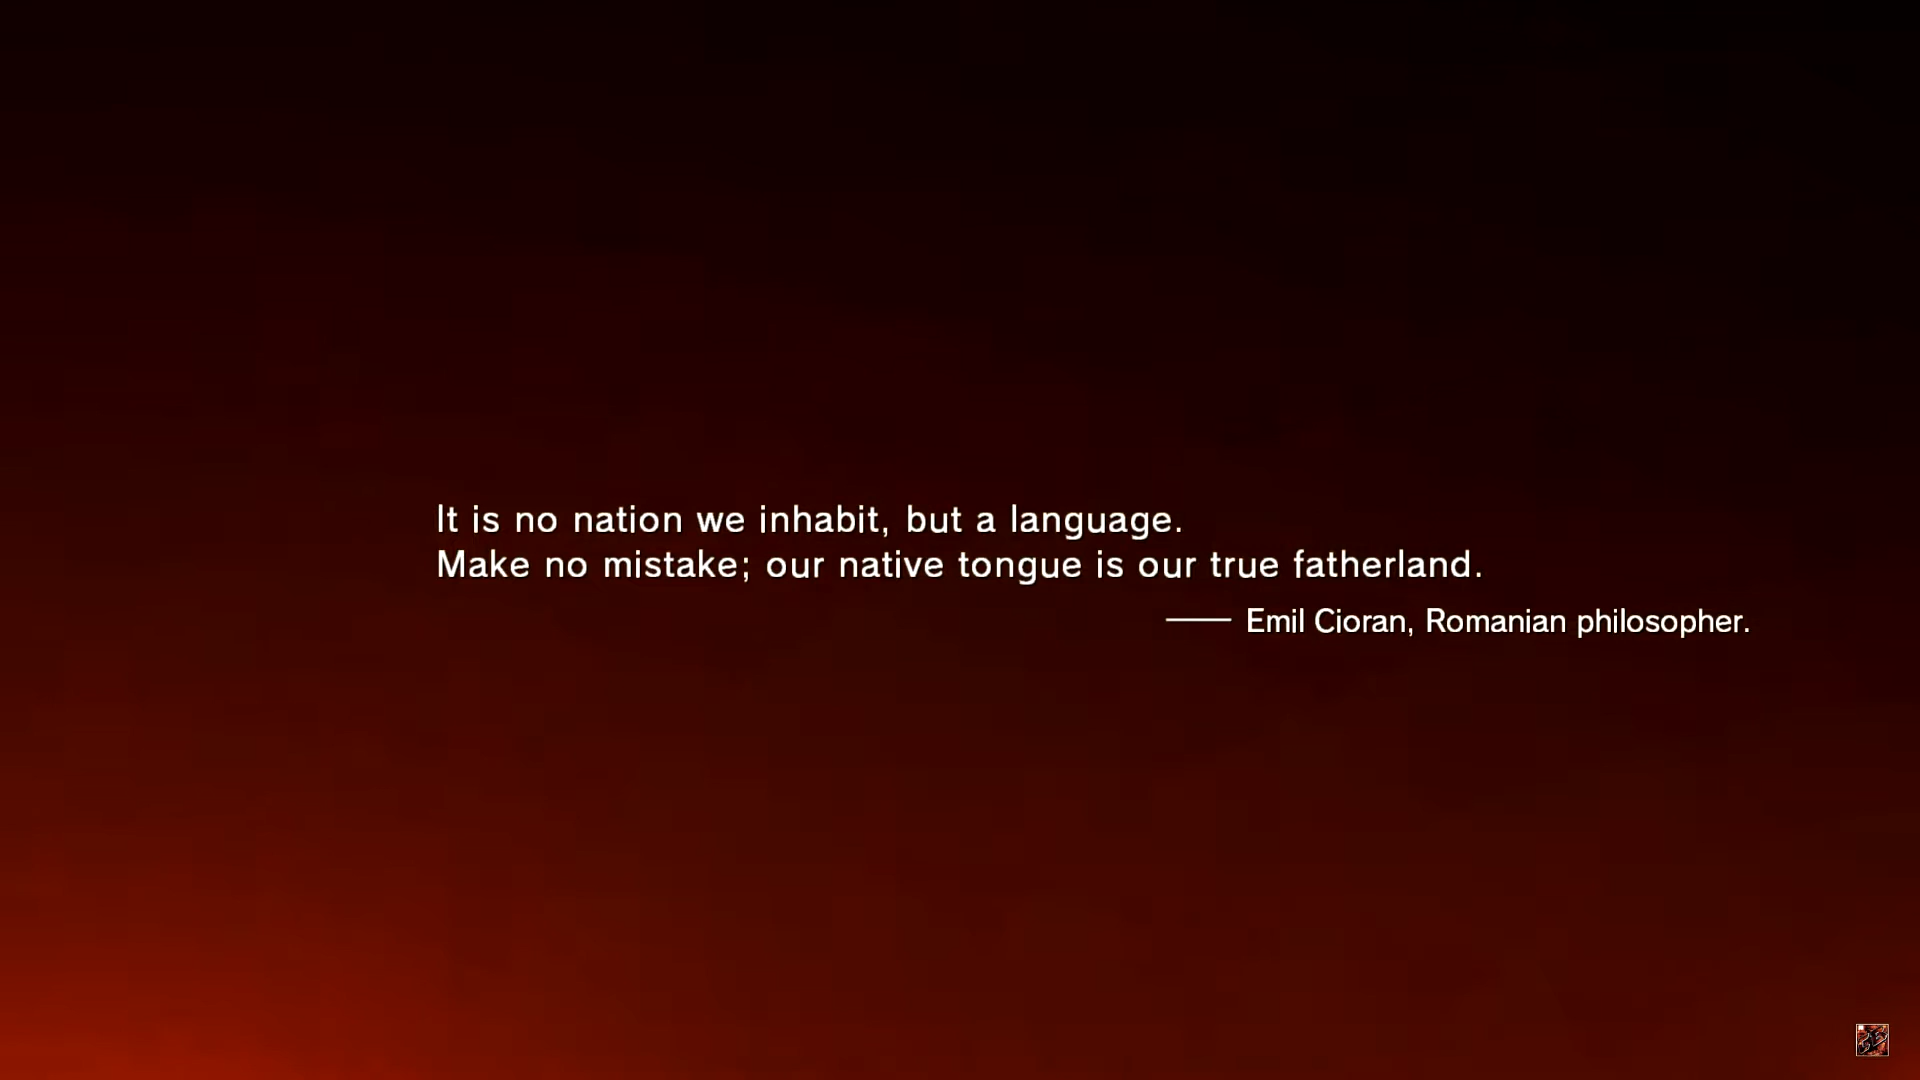 It is no nation we inhabit, but a language.
Make no mistake; our native tongue is our true fatherland.
—— Emil Cioran, Romanian philosopher.